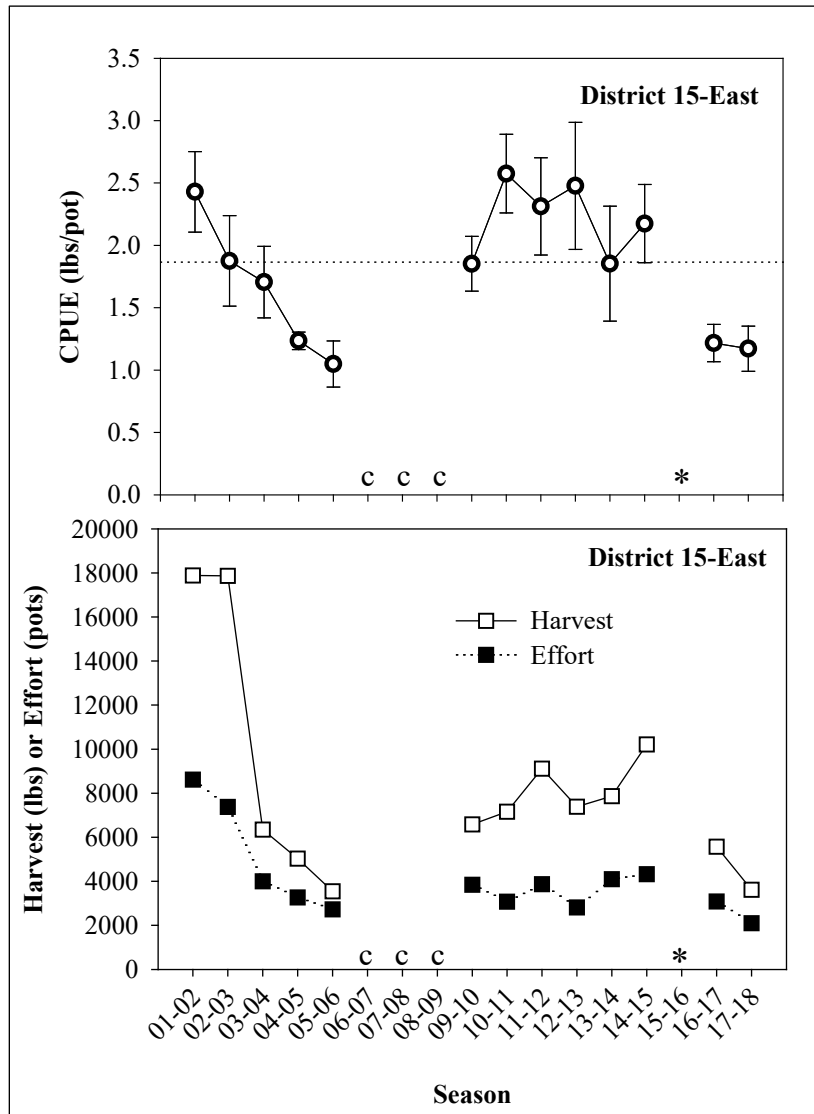 District 15-East
CPUE (lbs/pot)
3.5
3.0
2.5
2.0
1.5
1.0
0.5
0.0
c c c *
District 15-East
Harvest (lbs) or Effort (pots)
20000
18000
16000
14000
12000
10000
8000
6000
4000
2000
0
Harvest
Effort
c c c *
01-02 02-03 03-04 04-05 05-06 06-07 07-08 08-09 09-10 10-11 11-12 12-13 13-14 14-15 15-16 16-17 17-18
Season